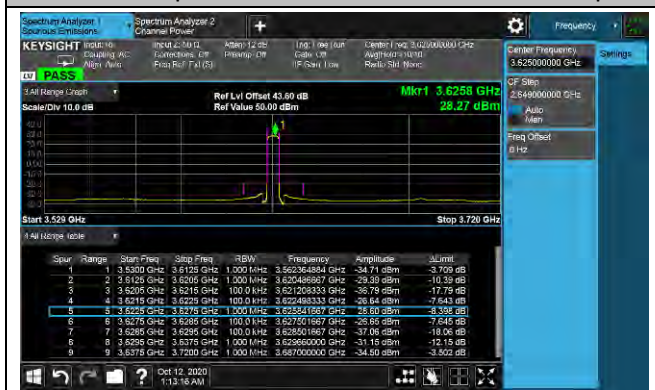 Spectrum Analyzer 1
Spurious Emissions
Spectrum Analyzer 2
Channel Power
Frequency
KEYSIGHT Input: RF
Coupling: AC
Align: Auto
Input Z: 50 Ω
Corrections: Off
Freq Ref: Ext (S)
Atten: 12 dB
Preamp: Off
Trig: Free Run
Gate: Off
IF Gain: Low
Center Freq: 3.625000000 GHz
Avg|Hold: 10/10
Radio Std: None
PASS
Center Frequency
3.625000000 GHz
Settings
CF Step
2.649000000 GHz
Auto
Man
Freq Offset
0 Hz
3 All Range Graph
Scale/Div 10.0 dB
Ref Lvl Offset 43.60 dB
Ref Value 50.00 dBm
Mkr1 3.6258 GHz
28.27 dBm
1
Start 3.529 GHz
Stop 3.720 GHz
4 All Range Table
Spur Range Start Freq Stop Freq RBW Frequency Amplitude ΔLimit
1 1 3.5300 GHz 3.6125 GHz 1.000 MHz 3.562364884 GHz -34.71 dBm -3.709 dB
2 2 3.6125 GHz 3.6205 GHz 1.000 MHz 3.620486667 GHz -29.39 dBm -10.39 dB
3 3 3.6205 GHz 3.6215 GHz 100.0 kHz 3.621208333 GHz -36.79 dBm -17.79 dB
4 4 3.6215 GHz 3.6225 GHz 100.0 kHz 3.622498333 GHz -26.64 dBm -7.643 dB
5 5 3.6225 GHz 3.6275 GHz 1.000 MHz 3.625841667 GHz 28.60 dBm -8.398 dB
6 6 3.6275 GHz 3.6285 GHz 100.0 kHz 3.627501667 GHz -26.65 dBm -7.645 dB
7 7 3.6285 GHz 3.6295 GHz 100.0 kHz 3.628501667 GHz -37.06 dBm -18.06 dB
8 8 3.6295 GHz 3.6375 GHz 1.000 MHz 3.629660000 GHz -31.15 dBm -12.15 dB
9 9 3.6375 GHz 3.7200 GHz 1.000 MHz 3.687000000 GHz -34.50 dBm -3.502 dB
Oct 12, 2020
1:13:16 AM